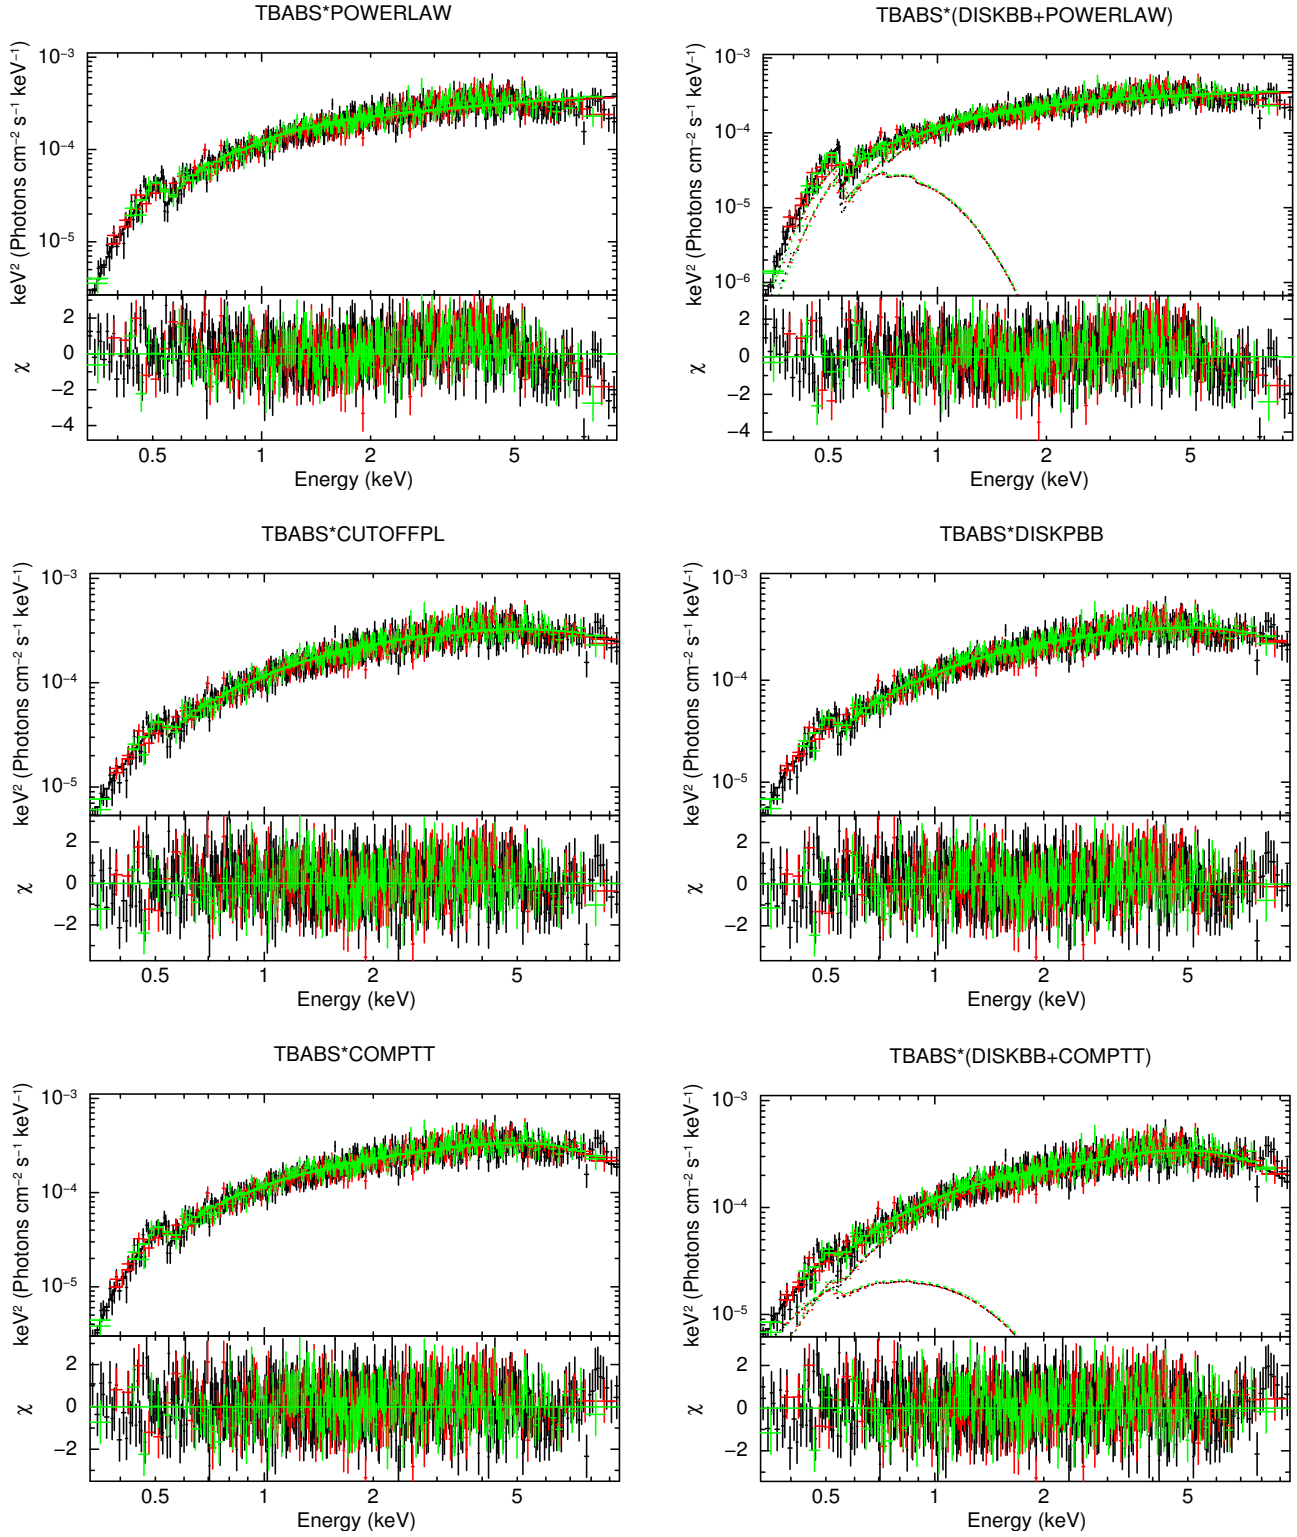 TBABS*POWERLAW
keV² (Photons cm⁻² s⁻¹ keV⁻¹)
10⁻³
10⁻⁴
10⁻⁵
χ
2
0
−2
−4
0.5 1 2 5
Energy (keV)
TBABS*(DISKBB+POWERLAW)
keV² (Photons cm⁻² s⁻¹ keV⁻¹)
10⁻³
10⁻⁴
10⁻⁵
10⁻⁶
χ
2
0
−2
−4
0.5 1 2 5
Energy (keV)
TBABS*CUTOFFPL
keV² (Photons cm⁻² s⁻¹ keV⁻¹)
10⁻³
10⁻⁴
10⁻⁵
χ
2
0
−2
0.5 1 2 5
Energy (keV)
TBABS*DISKPBB
keV² (Photons cm⁻² s⁻¹ keV⁻¹)
10⁻³
10⁻⁴
10⁻⁵
χ
2
0
−2
0.5 1 2 5
Energy (keV)
TBABS*COMPTT
keV² (Photons cm⁻² s⁻¹ keV⁻¹)
10⁻³
10⁻⁴
10⁻⁵
χ
2
0
−2
0.5 1 2 5
Energy (keV)
TBABS*(DISKBB+COMPTT)
keV² (Photons cm⁻² s⁻¹ keV⁻¹)
10⁻³
10⁻⁴
10⁻⁵
χ
2
0
−2
0.5 1 2 5
Energy (keV)